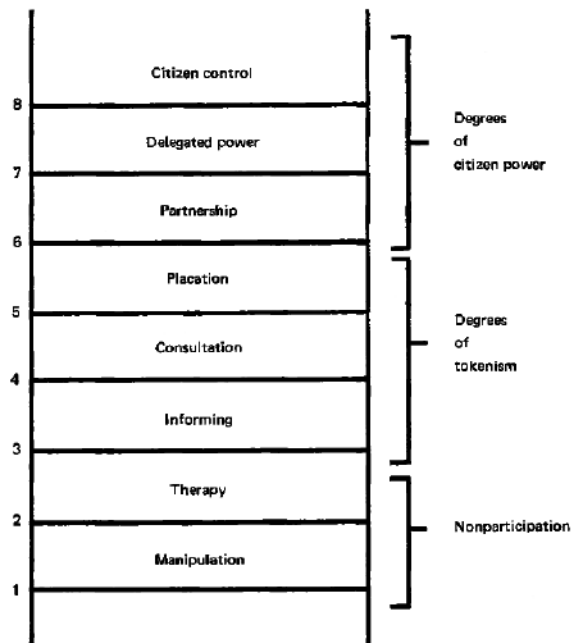 Citizen control
8
Delegated power
7
Partnership
6
Placation
5
Consultation
4
Informing
3
Therapy
2
Manipulation
1
Degrees
of
citizen power
Degrees
of
tokenism
Nonparticipation